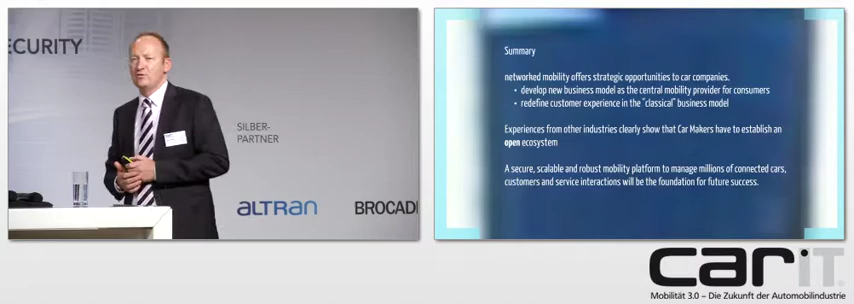 ECURITY
SILBER-
PARTNER
altran
BROCAD
Summary
networked mobility offers strategic opportunities to car companies.
• develop new business model as the central mobility provider for consumers
• redefine customer experience in the "classical" business model
Experiences from other industries clearly show that Car Makers have to establish an
open ecosystem
A secure, scalable and robust mobility platform to manage millions of connected cars,
customers and service interactions will be the foundation for future success.
carIT.
Mobilität 3.0 – Die Zukunft der Automobilindustrie